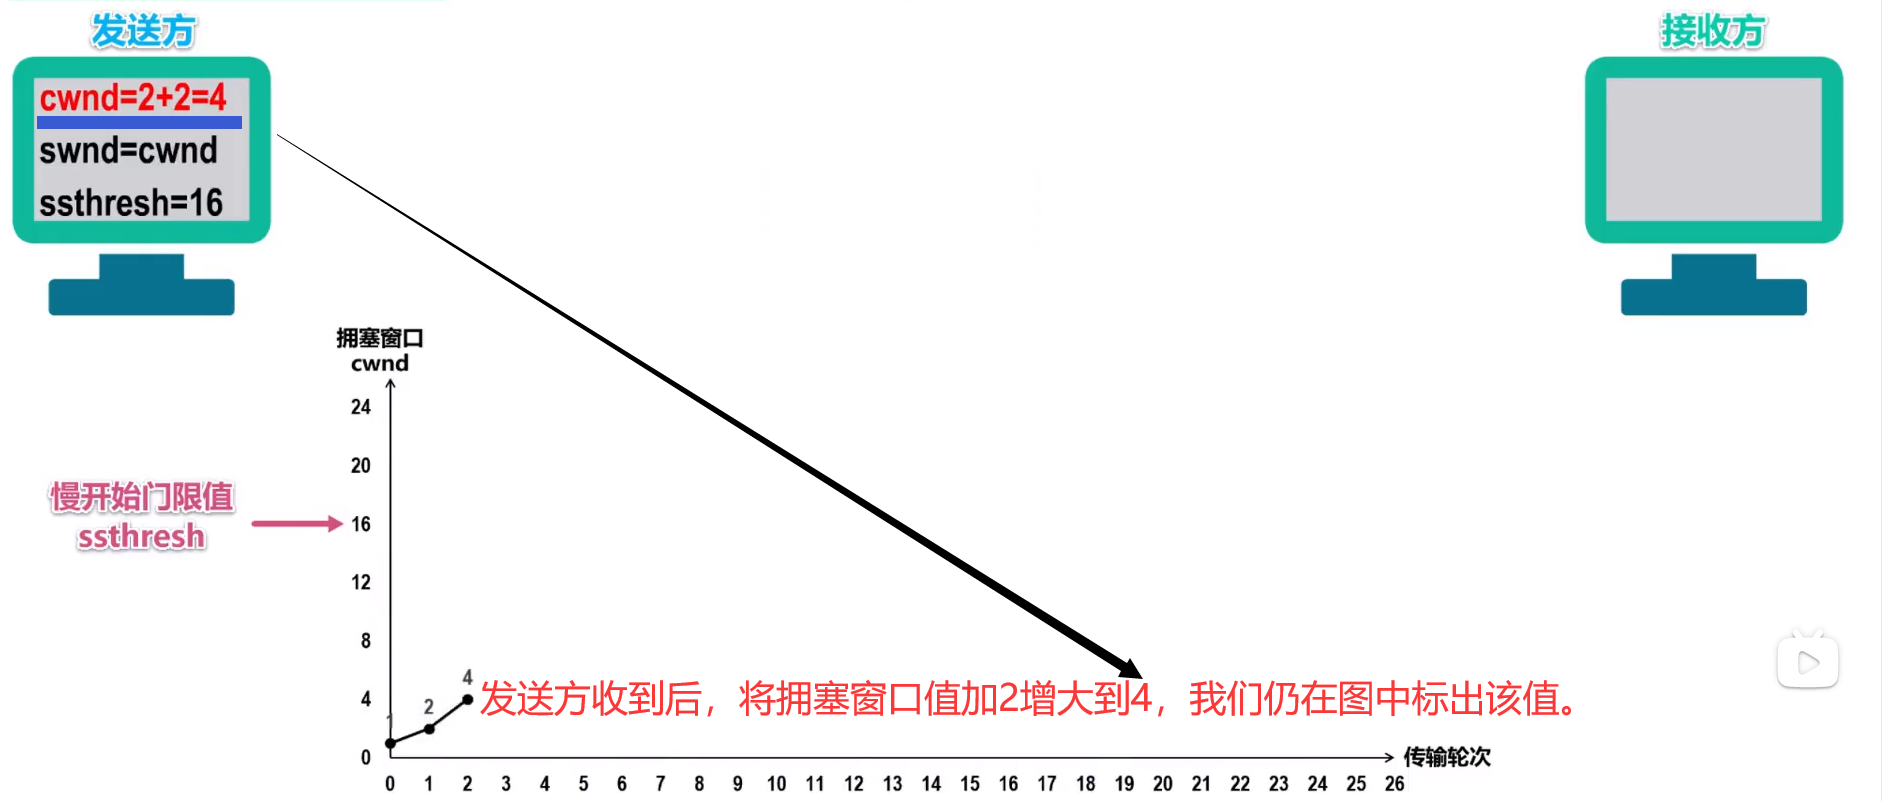 发送方
接收方
cwnd=2+2=4
swnd=cwnd
ssthresh=16
拥塞窗口
cwnd
24
20
慢开始门限值
ssthresh
16
12
8
4
0
1
2
4
发送方收到后，将拥塞窗口值加2增大到4，我们仍在图中标出该值。
传输轮次
0 1 2 3 4 5 6 7 8 9 10 11 12 13 14 15 16 17 18 19 20 21 22 23 24 25 26